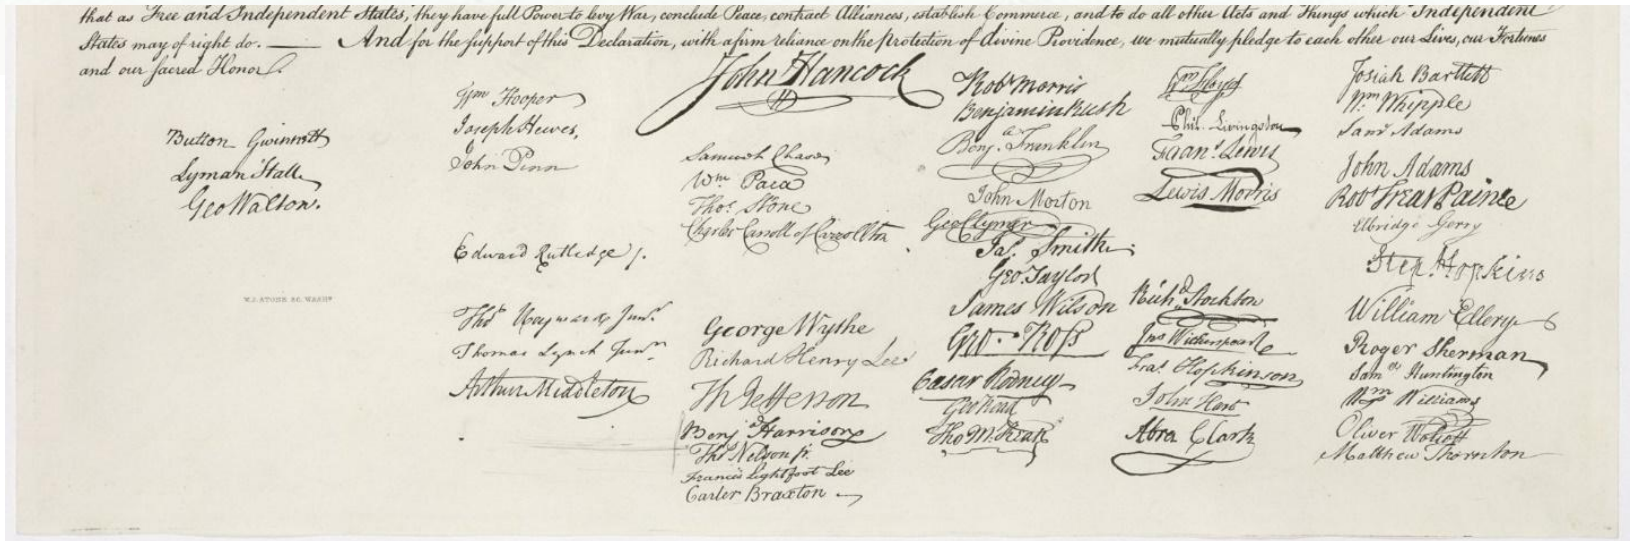 that as Free and Independent States, they have full Power to levy War, conclude Peace, contract Alliances, establish Commerce, and to do all other Acts and Things which Independent
States may of right do. —— And for the support of this Declaration, with a firm reliance on the protection of divine Providence, we mutually pledge to each other our Lives, our Fortunes
and our sacred Honor.
Button Gwinnett
Lyman Hall
Geo Walton.
W. J. STONE SC. WASHN
Wm Hooper
Joseph Hewes,
John Penn
Edward Rutledge /.
Thos Heyward Junr.
Thomas Lynch Junr.
Arthur Middleton
John Hancock
Samuel Chase
Wm Paca
Thos. Stone
Charles Carroll of Carrollton
George Wythe
Richard Henry Lee
Th Jefferson
Benj Harrison
Thos Nelson jr.
Francis Lightfoot Lee
Carter Braxton
Robt Morris
Benjamin Rush
Benja. Franklin
John Morton
Geo Clymer
Jas. Smith
Geo. Taylor
James Wilson
Geo. Ross
Caesar Rodney
Geo Read
Tho M:Kean
Wm Floyd
Phil. Livingston
Frans. Lewis
Lewis Morris
Richd. Stockton
Jno Witherspoon
Fras. Hopkinson
John Hart
Abra Clark
Josiah Bartlett
Wm. Whipple
Saml Adams
John Adams
Robt Treat Paine
Elbridge Gerry
Step. Hopkins
William Ellery
Roger Sherman
Sam el Huntington
Wm Williams
Oliver Wolcott
Matthew Thornton